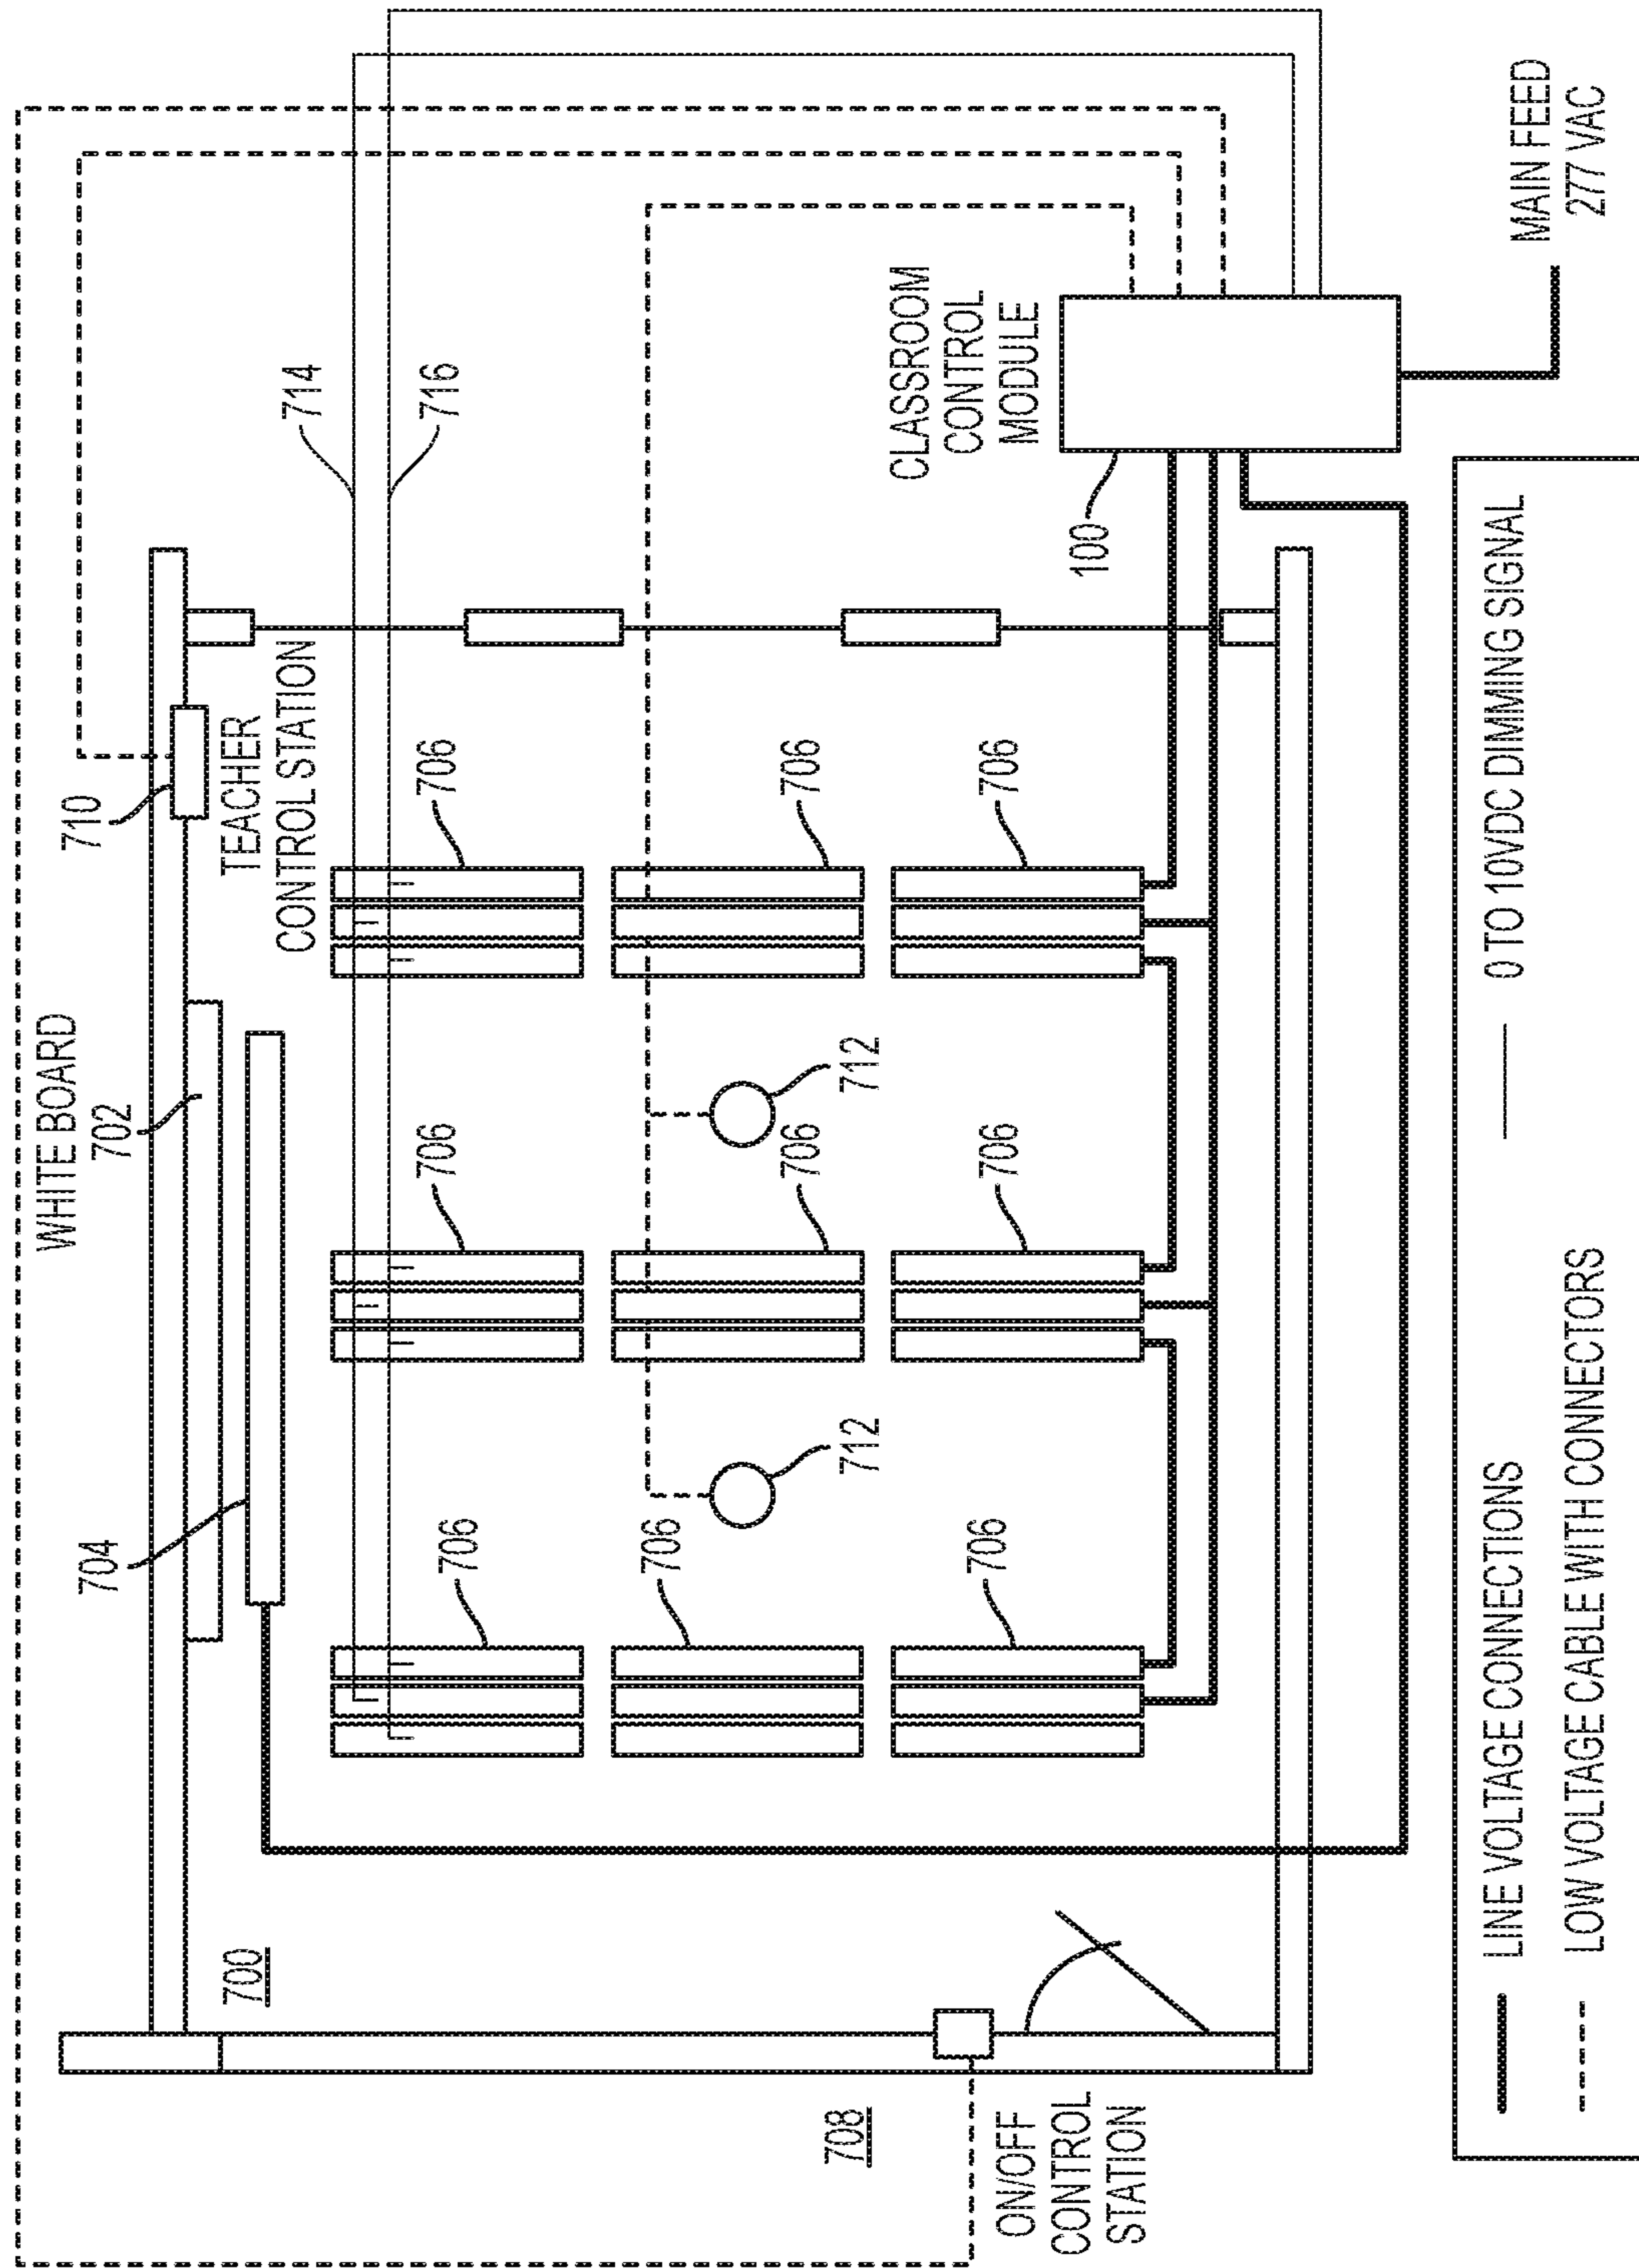 WHITE BOARD
702
704
710
TEACHER
CONTROL STATION
714
716
700
706
706
706
706
706
706
706
706
706
712
712
708
ON/OFF
CONTROL
STATION
CLASSROOM
CONTROL
MODULE
100
MAIN FEED
277 VAC
LINE VOLTAGE CONNECTIONS
0 TO 10VDC DIMMING SIGNAL
LOW VOLTAGE CABLE WITH CONNECTORS